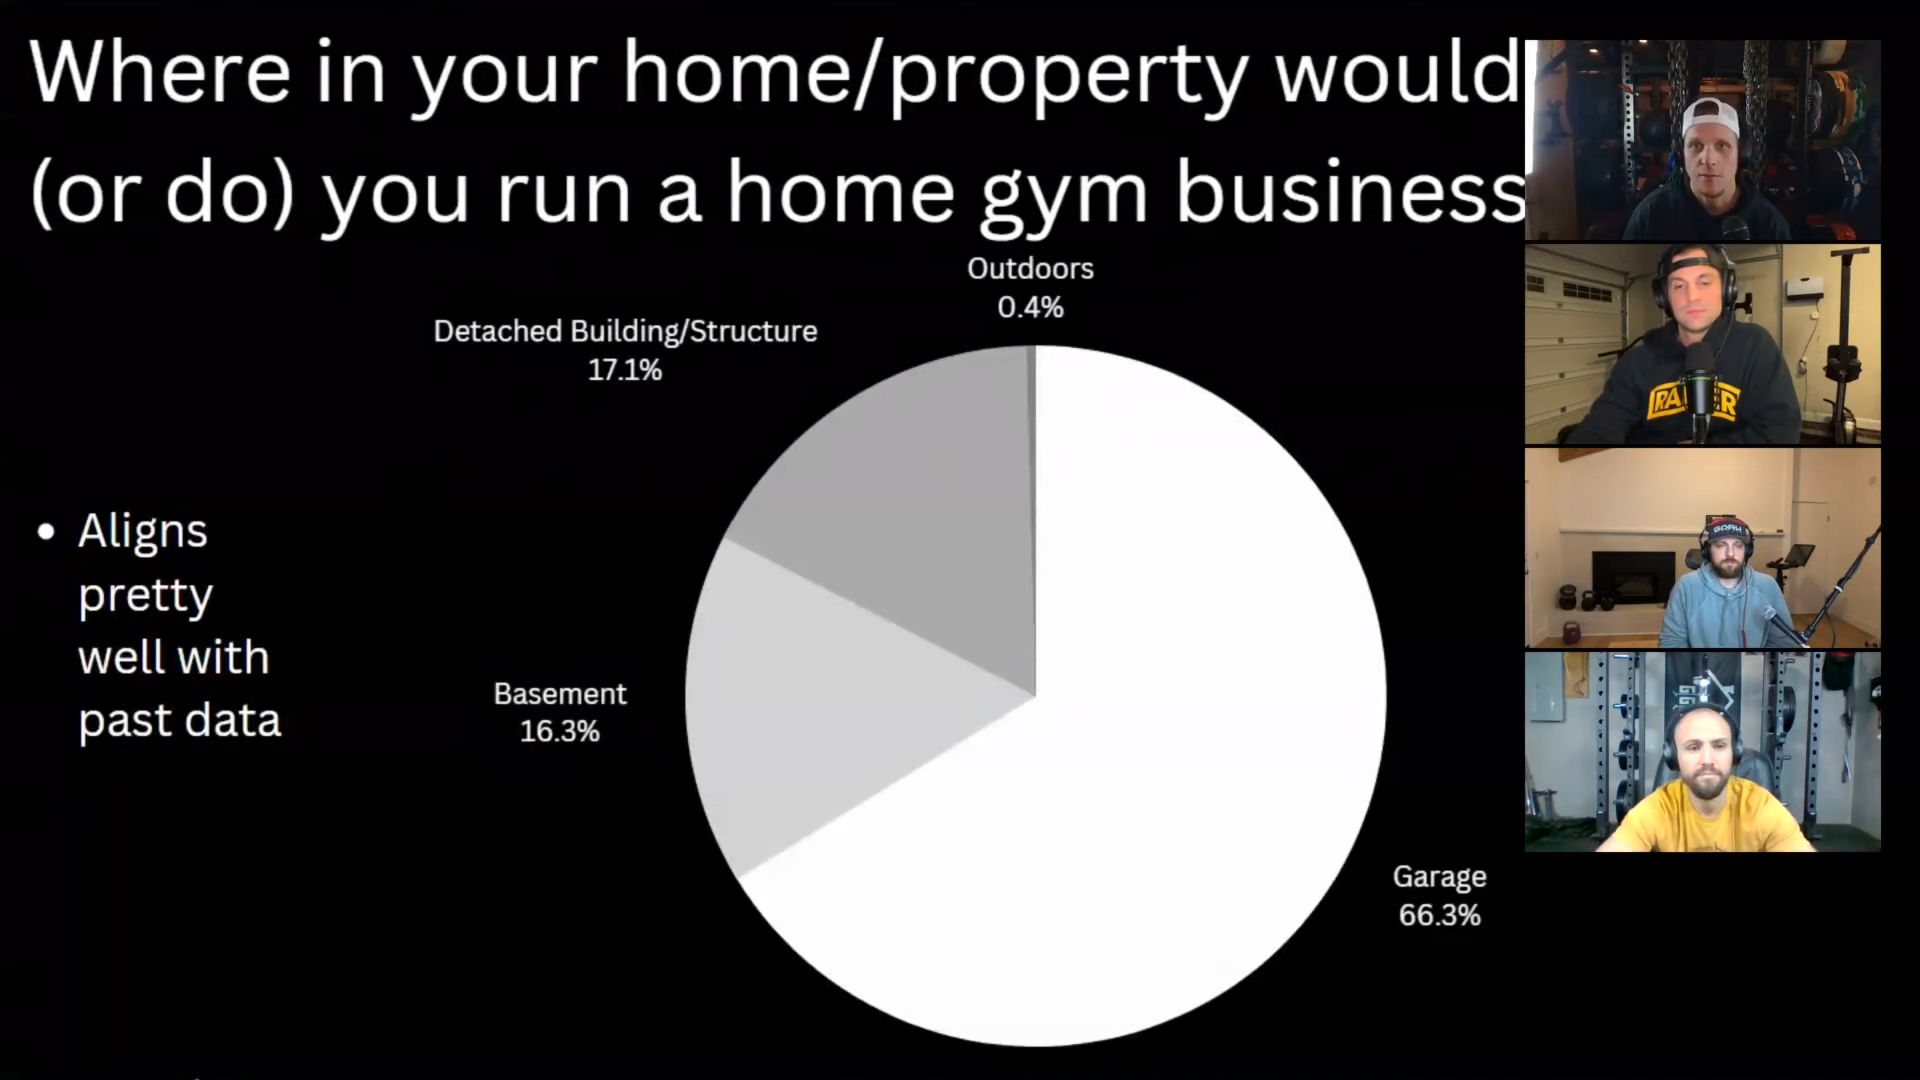 Where in your home/property would
(or do) you run a home gym business
Outdoors
0.4%
Detached Building/Structure
17.1%
Aligns
pretty
well with
past data
Basement
16.3%
Garage
66.3%
GORH